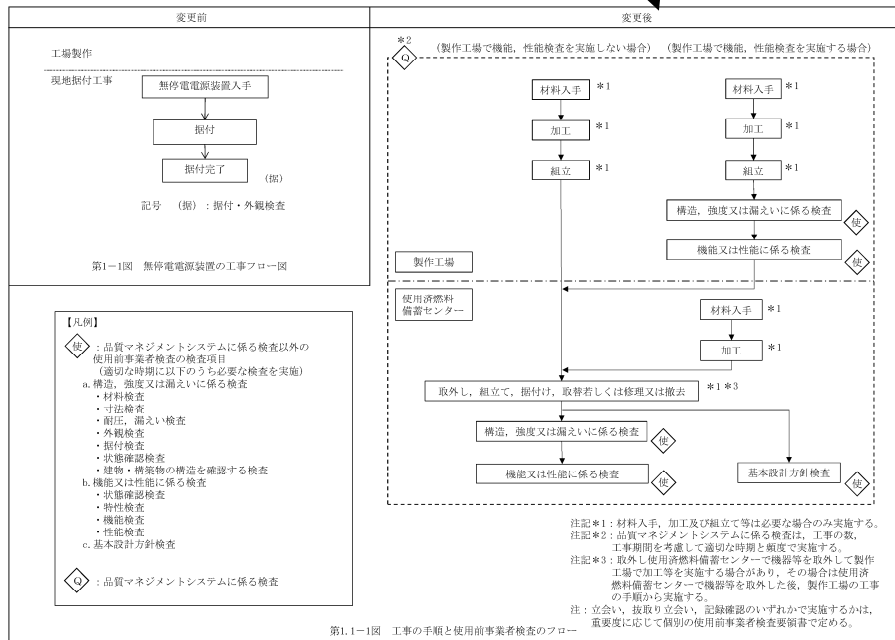 変更前
変更後
工場製作
現地据付工事
無停電電源装置入手
据付
据付完了
(据)
記号 (据):据付・外観検査
第1-1図 無停電電源装置の工事フロー図
【凡例】
使 :品質マネジメントシステムに係る検査以外の
使用前事業者検査の検査項目
(適切な時期に以下のうち必要な検査を実施)
a. 構造,強度又は漏えいに係る検査
・材料検査
・寸法検査
・耐圧,漏えい検査
・外観検査
・据付検査
・状態確認検査
・建物・構築物の構造を確認する検査
b. 機能又は性能に係る検査
・状態確認検査
・特性検査
・機能検査
・性能検査
c. 基本設計方針検査
Q :品質マネジメントシステムに係る検査
*2
Q
(製作工場で機能,性能検査を実施しない場合)
(製作工場で機能,性能検査を実施する場合)
材料入手 *1
加工 *1
組立 *1
材料入手 *1
加工 *1
組立 *1
構造,強度又は漏えいに係る検査
使
機能又は性能に係る検査
使
製作工場
使用済燃料
備蓄センター
材料入手 *1
加工 *1
取外し,組立て,据付け,取替若しくは修理又は撤去 *1 *3
構造,強度又は漏えいに係る検査
使
機能又は性能に係る検査
使
基本設計方針検査
使
注記*1:材料入手,加工及び組立て等は必要な場合のみ実施する。
注記*2:品質マネジメントシステムに係る検査は,工事の数,
工事期間を考慮して適切な時期と頻度で実施する。
注記*3:取外し使用済燃料備蓄センターで機器等を取外して製作
工場で加工等を実施する場合があり,その場合は使用済
燃料備蓄センターで機器等を取外した後,製作工場の工事
の手順から実施する。
注:立会い,抜取り立会い,記録確認のいずれかで実施するかは,
重要度に応じて個別の使用前事業者検査要領書で定める。
第1.1-1図 工事の手順と使用前事業者検査のフロー